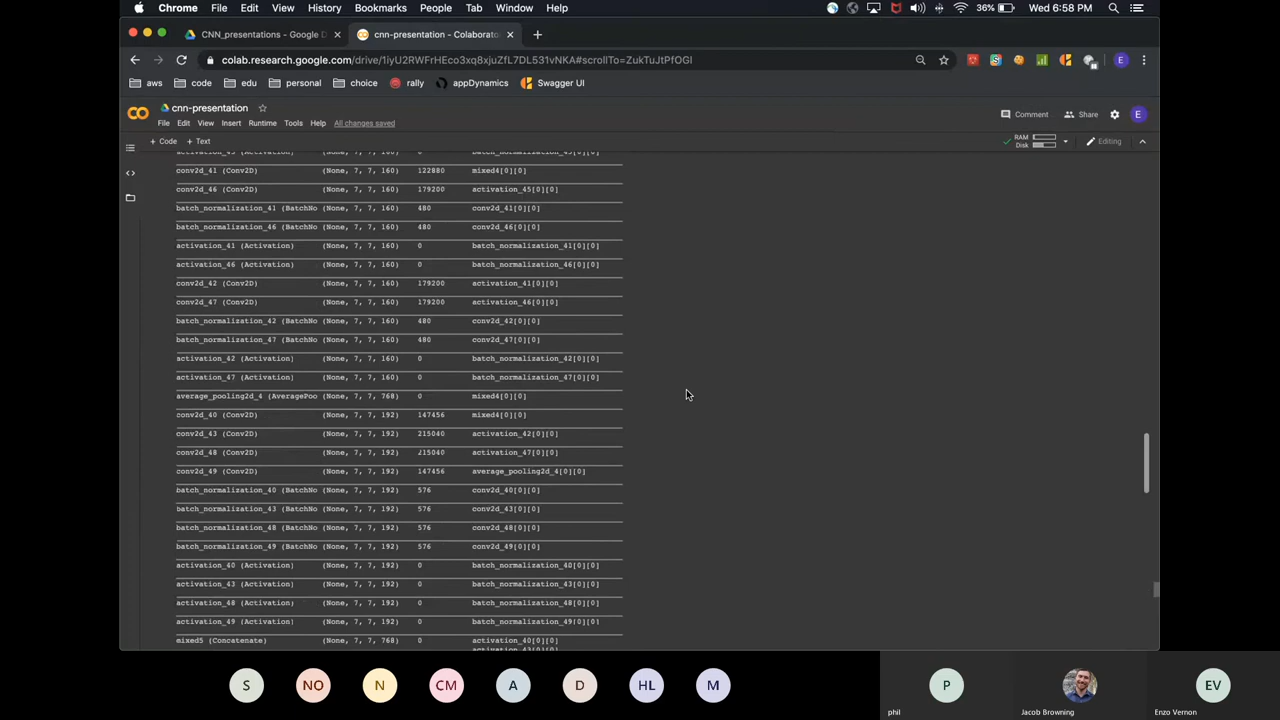 Chrome File Edit View History Bookmarks People Tab Window Help 36% Wed 6:58 PM
CNN_presentations - Google D × cnn-presentation - Colaborato × +
colab.research.google.com/drive/1iyU2RWFrHEco3xq8xjuZfL7DL531vNKA#scrollTo=ZukTuJtPfOGI
aws code edu personal choice rally appDynamics Swagger UI
CO cnn-presentation Comment Share E
File Edit View Insert Runtime Tools Help All changes saved
+ Code + Text RAM Disk Editing
conv2d_41 (Conv2D) (None, 7, 7, 160) 122880 mixed4[0][0]
conv2d_46 (Conv2D) (None, 7, 7, 160) 179200 activation_45[0][0]
batch_normalization_41 (BatchNo (None, 7, 7, 160) 480 conv2d_41[0][0]
batch_normalization_46 (BatchNo (None, 7, 7, 160) 480 conv2d_46[0][0]
activation_41 (Activation) (None, 7, 7, 160) 0 batch_normalization_41[0][0]
activation_46 (Activation) (None, 7, 7, 160) 0 batch_normalization_46[0][0]
conv2d_42 (Conv2D) (None, 7, 7, 160) 179200 activation_41[0][0]
conv2d_47 (Conv2D) (None, 7, 7, 160) 179200 activation_46[0][0]
batch_normalization_42 (BatchNo (None, 7, 7, 160) 480 conv2d_42[0][0]
batch_normalization_47 (BatchNo (None, 7, 7, 160) 480 conv2d_47[0][0]
activation_42 (Activation) (None, 7, 7, 160) 0 batch_normalization_42[0][0]
activation_47 (Activation) (None, 7, 7, 160) 0 batch_normalization_47[0][0]
average_pooling2d_4 (AveragePoo (None, 7, 7, 768) 0 mixed4[0][0]
conv2d_40 (Conv2D) (None, 7, 7, 192) 147456 mixed4[0][0]
conv2d_43 (Conv2D) (None, 7, 7, 192) 215040 activation_42[0][0]
conv2d_48 (Conv2D) (None, 7, 7, 192) 215040 activation_47[0][0]
conv2d_49 (Conv2D) (None, 7, 7, 192) 147456 average_pooling2d_4[0][0]
batch_normalization_40 (BatchNo (None, 7, 7, 192) 576 conv2d_40[0][0]
batch_normalization_43 (BatchNo (None, 7, 7, 192) 576 conv2d_43[0][0]
batch_normalization_48 (BatchNo (None, 7, 7, 192) 576 conv2d_48[0][0]
batch_normalization_49 (BatchNo (None, 7, 7, 192) 576 conv2d_49[0][0]
activation_40 (Activation) (None, 7, 7, 192) 0 batch_normalization_40[0][0]
activation_43 (Activation) (None, 7, 7, 192) 0 batch_normalization_43[0][0]
activation_48 (Activation) (None, 7, 7, 192) 0 batch_normalization_48[0][0]
activation_49 (Activation) (None, 7, 7, 192) 0 batch_normalization_49[0][0]
mixed5 (Concatenate) (None, 7, 7, 768) 0 activation_40[0][0]
S NO N CM A D HL M P EV
phil Jacob Browning Enzo Vernon